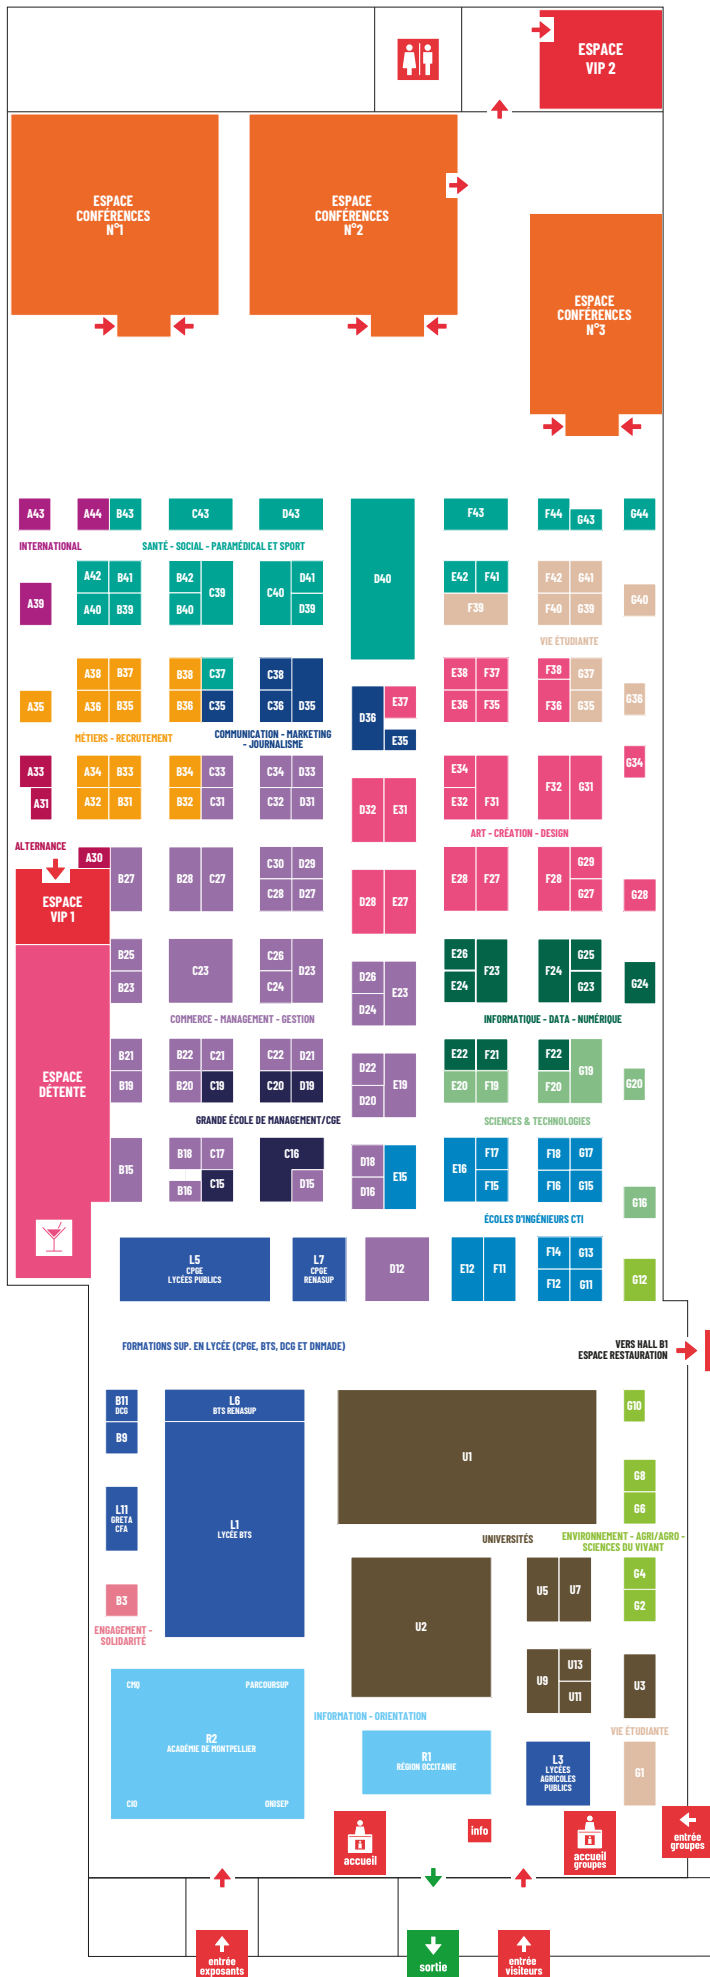 ESPACE
VIP 2
ESPACE
CONFÉRENCES
N°1
ESPACE
CONFÉRENCES
N°2
ESPACE
CONFÉRENCES
N°3
A43
A44
B43
C43
D43
F43
F44
G43
G44
INTERNATIONAL
SANTÉ - SOCIAL - PARAMÉDICAL ET SPORT
D40
A42
B41
B42
C39
C40
D41
E42
F41
F42
G41
A39
A40
B39
B40
D39
F39
F40
G39
G40
VIE ÉTUDIANTE
A38
B37
B38
C37
C38
D35
E38
F37
F38
G37
A35
A36
B35
B36
C35
C36
D36
E37
E36
F35
F36
G35
G36
E35
MÉTIERS - RECRUTEMENT
COMMUNICATION - MARKETING
- JOURNALISME
A33
A34
B33
B34
C33
C34
D33
E34
F31
F32
G31
G34
A31
A32
B31
B32
C31
C32
D31
D32
E31
E32
ART - CRÉATION - DESIGN
ALTERNANCE
A30
B27
B28
C27
C30
D29
E28
F27
F28
G29
C28
D27
D28
E27
G27
G28
ESPACE
VIP 1
B25
B23
C23
C26
C24
D23
D26
D24
E23
E26
E24
F23
F24
G25
G23
G24
COMMERCE - MANAGEMENT - GESTION
INFORMATIQUE - DATA - NUMÉRIQUE
ESPACE
DÉTENTE
B21
B19
B22
C21
B20
C19
C22
D21
C20
D19
D22
D20
E19
E22
F21
E20
F19
F22
F20
G19
G20
GRANDE ÉCOLE DE MANAGEMENT/CGE
SCIENCES & TECHNOLOGIES
B15
B18
C17
B16
C15
C16
D15
D18
D16
E15
E16
F17
F15
F18
G17
F16
G15
G16
ÉCOLES D'INGÉNIEURS CTI
L5
CPGE
LYCÉES PUBLICS
L7
CPGE
RENASUP
D12
E12
F11
F14
G13
F12
G11
G12
FORMATIONS SUP. EN LYCÉE (CPGE, BTS, DCG ET DNMADE)
VERS HALL B1
ESPACE RESTAURATION
B11
DCG
B9
L6
BTS RENASUP
L1
LYCÉE BTS
U1
G10
G8
G6
L11
GRETA
CFA
UNIVERSITÉS
ENVIRONNEMENT - AGRI/AGRO -
SCIENCES DU VIVANT
B3
ENGAGEMENT -
SOLIDARITÉ
U2
U5
U7
G4
G2
U9
U13
U11
U3
CMQ
PARCOURSUP
R2
ACADÉMIE DE MONTPELLIER
CIO
ONISEP
INFORMATION - ORIENTATION
R1
RÉGION OCCITANIE
VIE ÉTUDIANTE
L3
LYCÉES
AGRICOLES
PUBLICS
G1
accueil
info
accueil
groupes
entrée
groupes
entrée
exposants
sortie
entrée
visiteurs